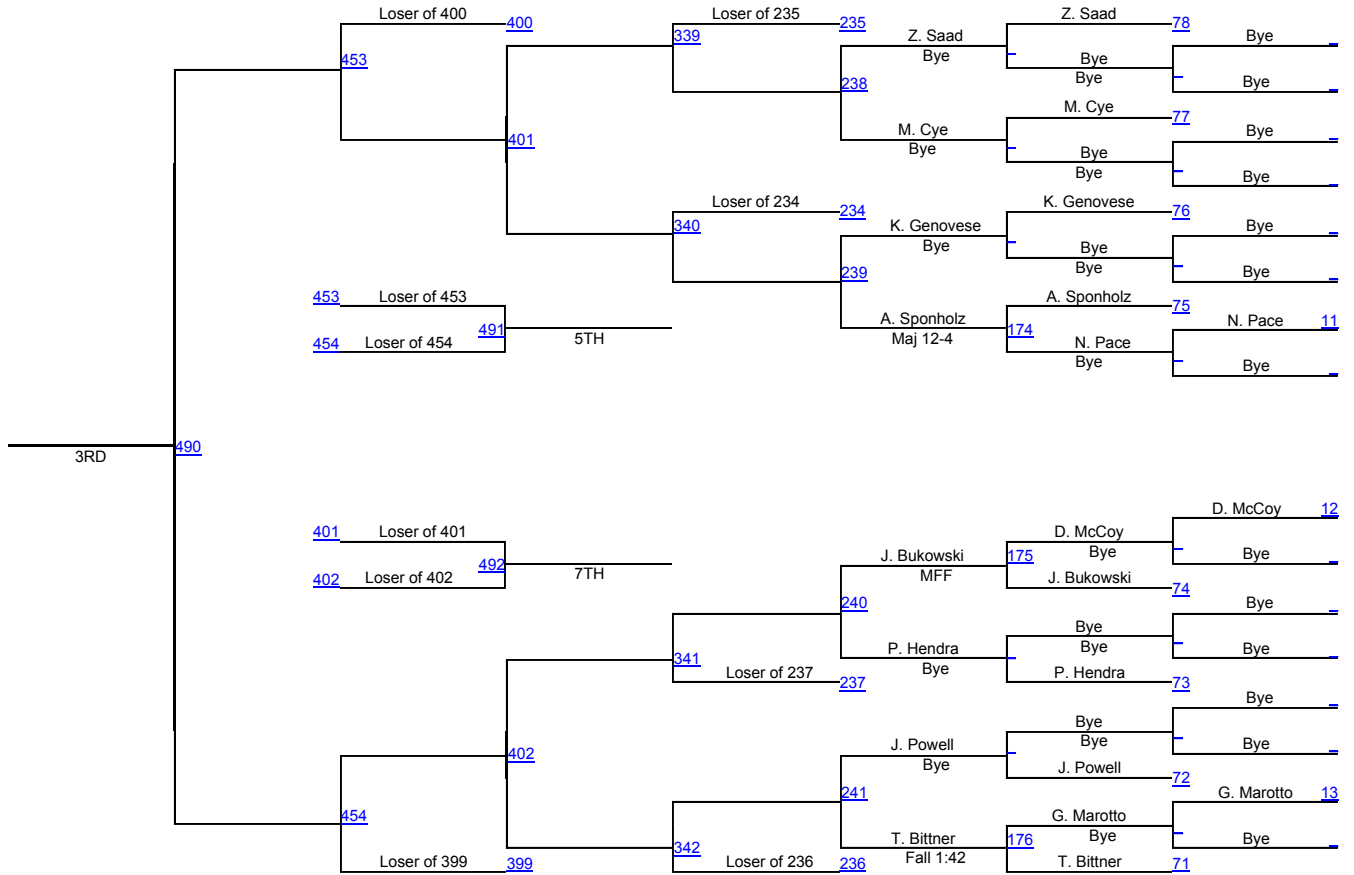 Loser of 400 400 Loser of 235 235 Z. Saad 78
453 339 Z. Saad Bye
Bye Bye
Bye
238 Bye
M. Cye 77
401 M. Cye Bye
Bye Bye
Bye
Bye
Loser of 234 234 K. Genovese 76
340 K. Genovese Bye
Bye Bye
Bye
239 Bye
453 Loser of 453 A. Sponholz 75
491 A. Sponholz N. Pace 11
454 Loser of 454 5TH Maj 12-4 174 N. Pace
Bye Bye
490
3RD
D. McCoy 12
401 Loser of 401 D. McCoy
492 J. Bukowski 175 Bye Bye
402 Loser of 402 7TH MFF J. Bukowski 74
240 Bye
Bye
P. Hendra Bye Bye
341 Loser of 237 237 Bye P. Hendra 73
Bye
Bye
402 J. Powell Bye Bye
Bye J. Powell 72
241 G. Marotto 13
454 G. Marotto
342 T. Bittner 176 Bye Bye
Loser of 399 399 Loser of 236 236 Fall 1:42 T. Bittner 71